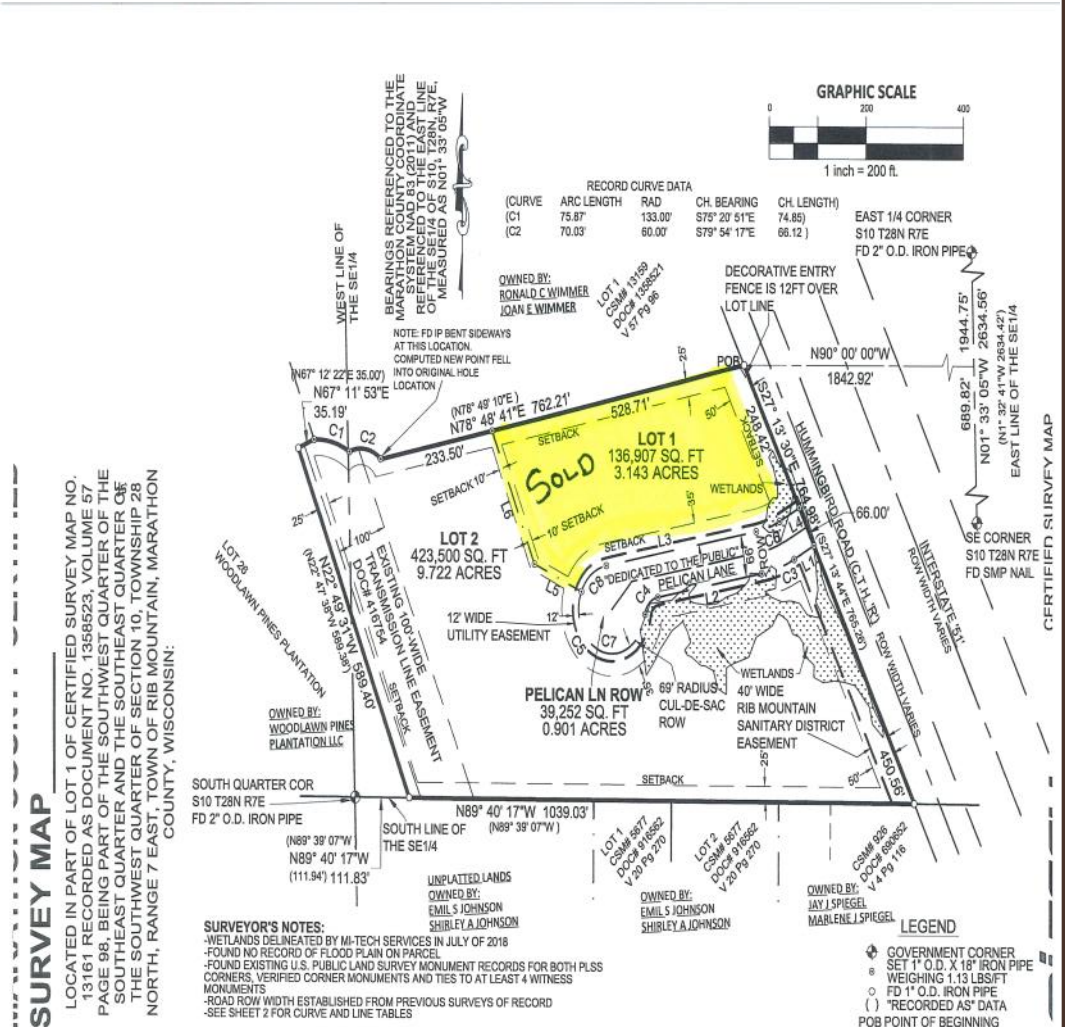 GRAPHIC SCALE
0 200 400
1 inch = 200 ft.
BEARINGS REFERENCED TO THE
MARATHON COUNTY COORDINATE
SYSTEM NAD 83 (2011) AND
REFERENCED TO THE EAST LINE
OF THE SE1/4 OF S10, T28N, R7E,
MEASURED AS N01° 33' 05"W
RECORD CURVE DATA
(CURVE ARC LENGTH RAD CH. BEARING CH. LENGTH)
(C1 75.87' 133.00' S75° 20' 51"E 74.85)
(C2 70.03' 60.00' S79° 54' 17"E 66.12 )
EAST 1/4 CORNER
S10 T28N R7E
FD 2" O.D. IRON PIPE
WEST LINE OF
THE SE1/4
OWNED BY:
RONALD C WIMMER
JOAN E WIMMER
LOT 1
CSM# 13159
DOC# 1358521
V 57 Pg 96
DECORATIVE ENTRY
FENCE IS 12FT OVER
LOT LINE
NOTE: FD IP BENT SIDEWAYS
AT THIS LOCATION.
COMPUTED NEW POINT FELL
INTO ORIGINAL HOLE
LOCATION
POB
N90° 00' 00"W
1842.92'
689.82' 1944.75'
N01° 33' 05"W 2634.56'
(N1° 32' 41"W 2634.42')
EAST LINE OF THE SE1/4
(N67° 12' 22"E 35.00')
N67° 11' 53"E
35.19'
C1
C2
(N78° 49' 10"E )
N78° 48' 41"E 762.21'
233.50'
528.71'
25'
50'
SETBACK
SETBACK
248.42'
(S27° 13' 30"E 764.98')
(S27° 13' 44"E 765.26')
HUMMINGBIRD ROAD (C.T.H. 'R')
ROW WIDTH VARIES
INTERSTATE '51'
ROW WIDTH VARIES
LOT 1
136,907 SQ. FT
3.143 ACRES
SOLD
WETLANDS
35'
SETBACK 10'
10' SETBACK
L6
SETBACK
L3
66.00'
L4
C6
ROW
66'
"DEDICATED TO THE PUBLIC"
PELICAN LANE
C8
C4
C3
L1
L2
L5
LOT 2
423,500 SQ. FT
9.722 ACRES
12' WIDE
UTILITY EASEMENT
12'
C5
C7
35'
25'
100'
EXISTING 100' WIDE
TRANSMISSION LINE EASEMENT
DOC# 416754
SETBACK
N22° 49' 31"W 589.40'
(N22° 47' 38"W 589.38')
LOT 26
WOODLAWN PINES PLANTATION
OWNED BY:
WOODLAWN PINES
PLANTATION LLC
PELICAN LN ROW
39,252 SQ. FT
0.901 ACRES
69' RADIUS
CUL-DE-SAC
ROW
WETLANDS
40' WIDE
RIB MOUNTAIN
SANITARY DISTRICT
EASEMENT
SE CORNER
S10 T28N R7E
FD SMP NAIL
CERTIFIED SURVEY MAP
SETBACK
25'
50'
450.56'
SOUTH QUARTER COR
S10 T28N R7E
FD 2" O.D. IRON PIPE
N89° 40' 17"W 1039.03'
(N89° 39' 07"W )
SOUTH LINE OF
THE SE1/4
(N89° 39' 07"W
N89° 40' 17"W
(111.94') 111.83'
LOT 1
CSM# 5677
DOC# 916562
V 20 Pg 270
LOT 2
CSM# 5677
DOC# 916562
V 20 Pg 270
CSM# 926
DOC# 690652
V 4 Pg 116
UNPLATTED LANDS
OWNED BY:
EMIL S JOHNSON
SHIRLEY A JOHNSON
OWNED BY:
EMIL S JOHNSON
SHIRLEY A JOHNSON
OWNED BY:
JAY J SPIEGEL
MARLENE J SPIEGEL
SURVEYOR'S NOTES:
-WETLANDS DELINEATED BY MI-TECH SERVICES IN JULY OF 2018
-FOUND NO RECORD OF FLOOD PLAIN ON PARCEL
-FOUND EXISTING U.S. PUBLIC LAND SURVEY MONUMENT RECORDS FOR BOTH PLSS
CORNERS, VERIFIED CORNER MONUMENTS AND TIES TO AT LEAST 4 WITNESS
MONUMENTS
-ROAD ROW WIDTH ESTABLISHED FROM PREVIOUS SURVEYS OF RECORD
-SEE SHEET 2 FOR CURVE AND LINE TABLES
LEGEND
GOVERNMENT CORNER
SET 1" O.D. X 18" IRON PIPE
WEIGHING 1.13 LBS/FT
FD 1" O.D. IRON PIPE
( ) "RECORDED AS" DATA
POB POINT OF BEGINNING
SURVEY MAP
LOCATED IN PART OF LOT 1 OF CERTIFIED SURVEY MAP NO.
13161 RECORDED AS DOCUMENT NO. 1358523, VOLUME 57
PAGE 98, BEING PART OF THE SOUTHWEST QUARTER OF THE
SOUTHEAST QUARTER AND THE SOUTHEAST QUARTER OF
THE SOUTHWEST QUARTER OF SECTION 10, TOWNSHIP 28
NORTH, RANGE 7 EAST, TOWN OF RIB MOUNTAIN, MARATHON
COUNTY, WISCONSIN: